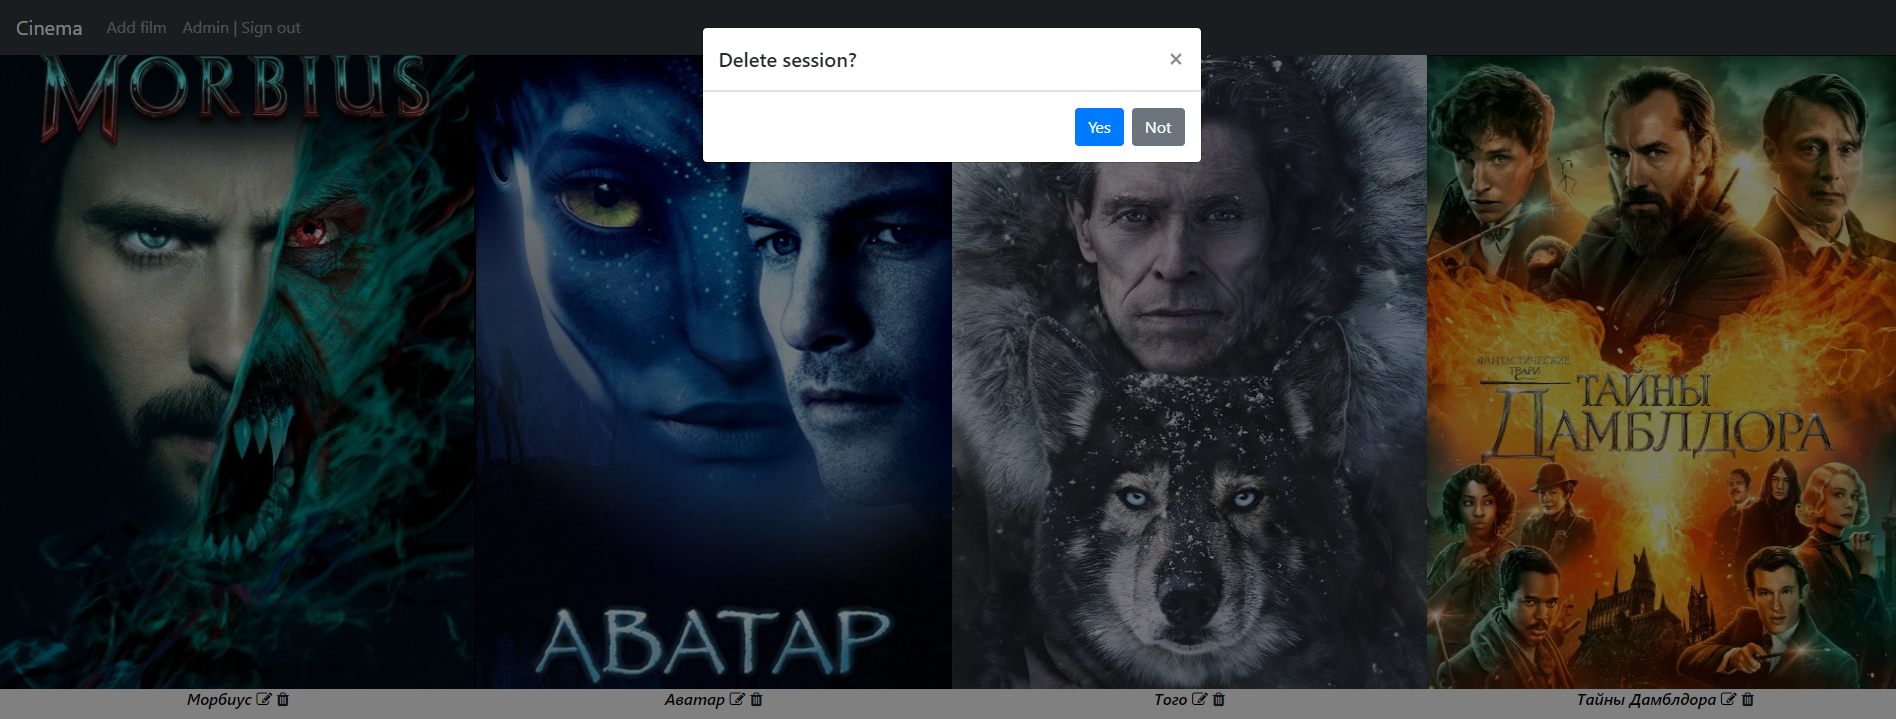 Cinema Add film Admin | Sign out
Delete session? ×
Yes Not
MORBIUS
АВАТАР
ФАНТАСТИЧЕСКИЕ
ТВАРИ
ТАЙНЫ
ДАМБЛДОРА
Морбиус
Аватар
Того
Тайны Дамблдора